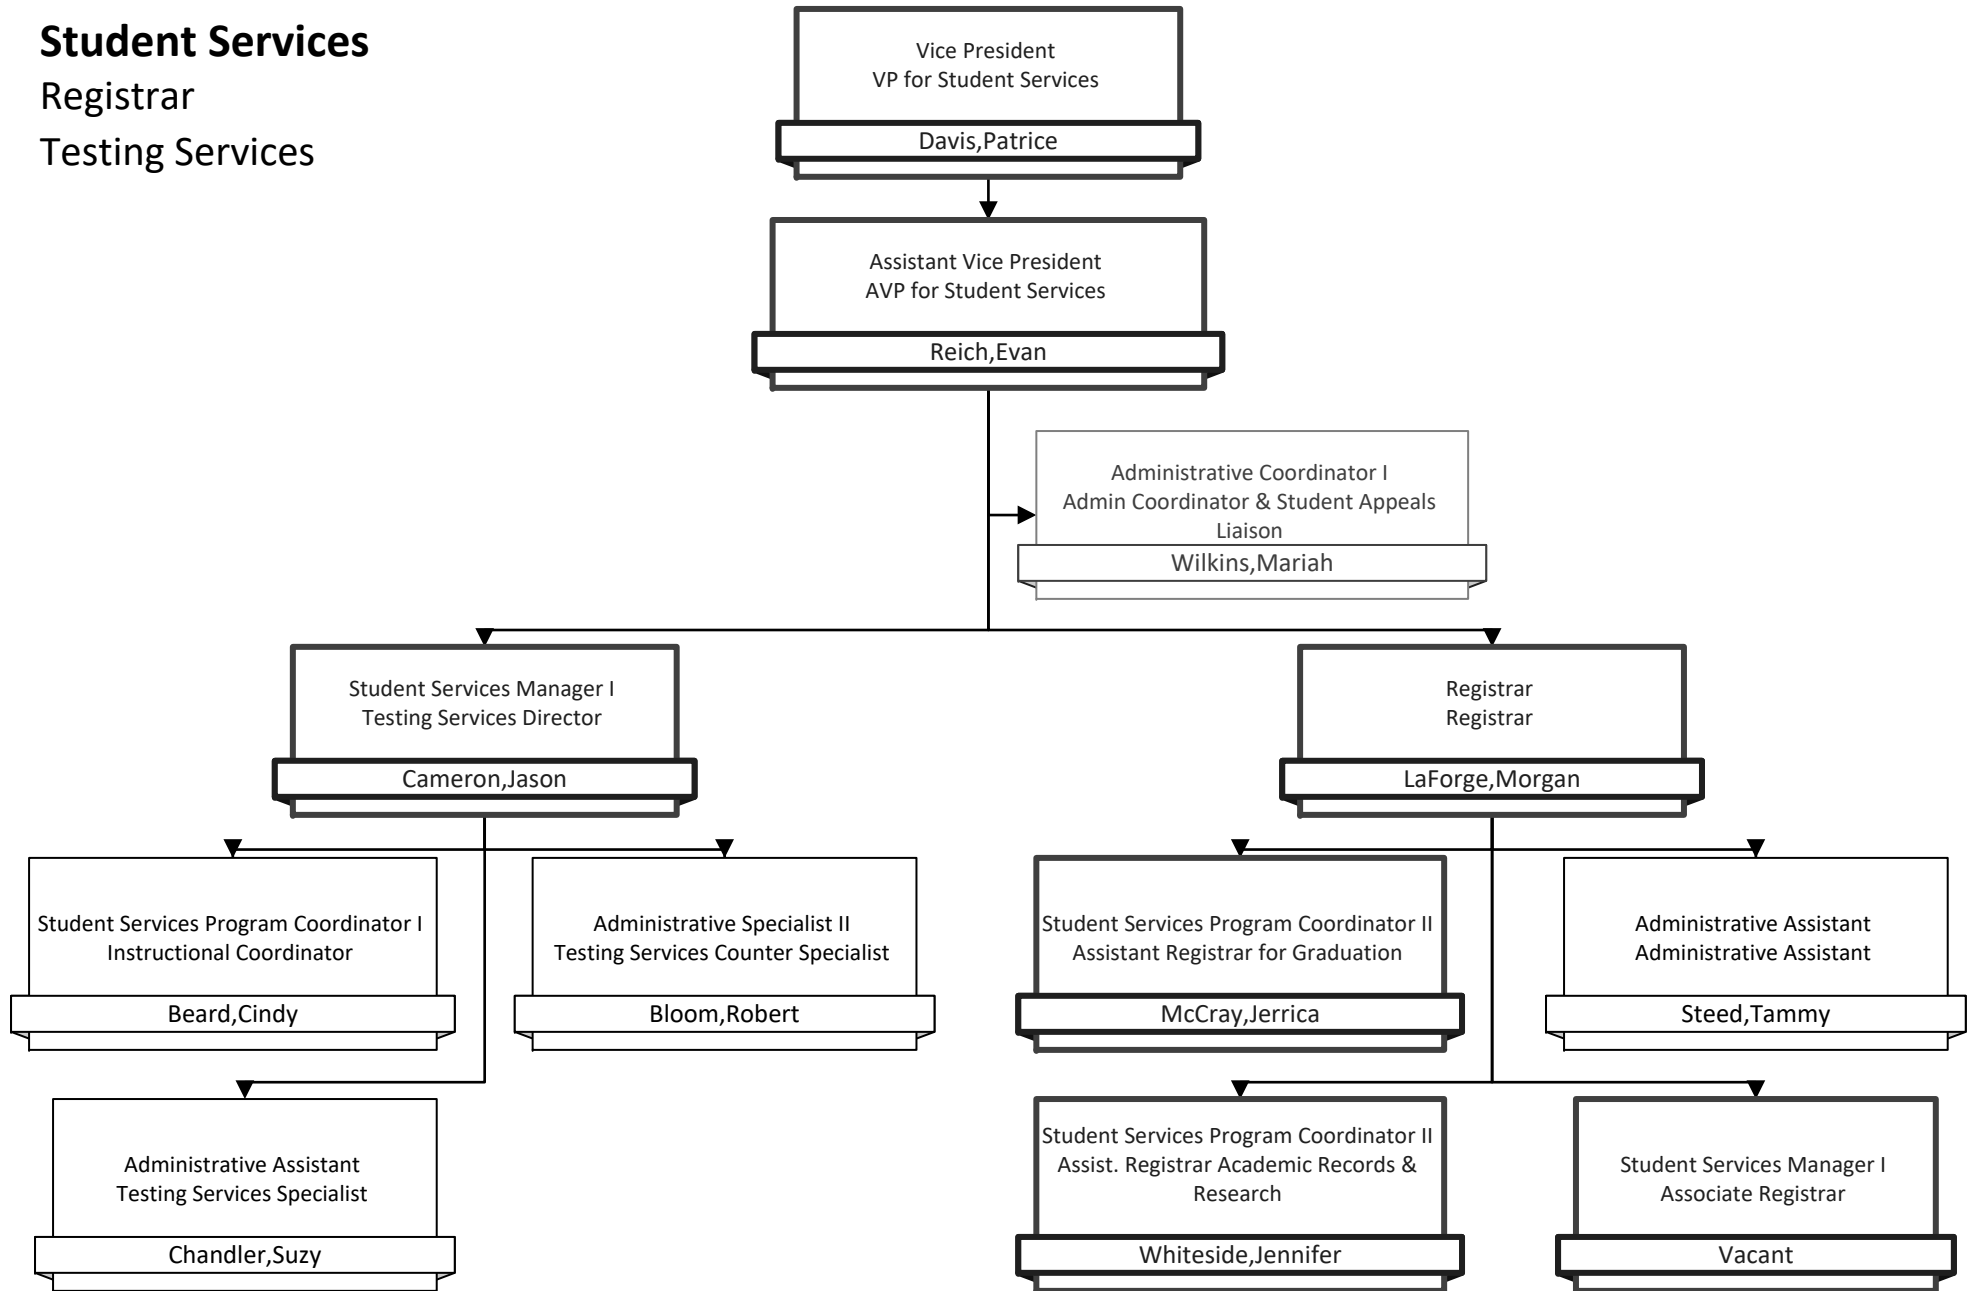 Student Services
Registrar
Testing Services
Vice President
VP for Student Services
Davis,Patrice
Assistant Vice President
AVP for Student Services
Reich,Evan
Administrative Coordinator I
Admin Coordinator & Student Appeals
Liaison
Wilkins,Mariah
Student Services Manager I
Testing Services Director
Cameron,Jason
Registrar
Registrar
LaForge,Morgan
Student Services Program Coordinator I
Instructional Coordinator
Beard,Cindy
Administrative Specialist II
Testing Services Counter Specialist
Bloom,Robert
Student Services Program Coordinator II
Assistant Registrar for Graduation
McCray,Jerrica
Administrative Assistant
Administrative Assistant
Steed,Tammy
Administrative Assistant
Testing Services Specialist
Chandler,Suzy
Student Services Program Coordinator II
Assist. Registrar Academic Records &
Research
Whiteside,Jennifer
Student Services Manager I
Associate Registrar
Vacant